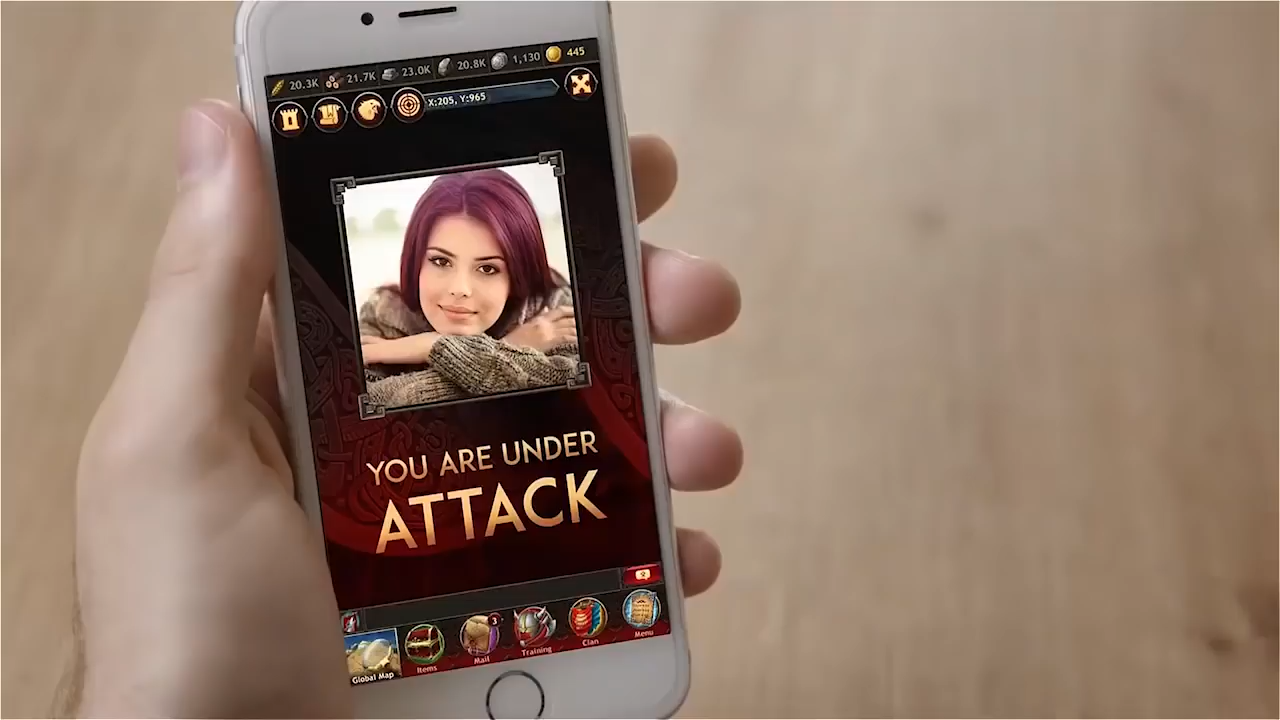 20.3K 21.7K 23.0K 20.8K 1,130 445
X:205, Y:965
YOU ARE UNDER
ATTACK
3
Global Map Items Mail Training Clan Menu